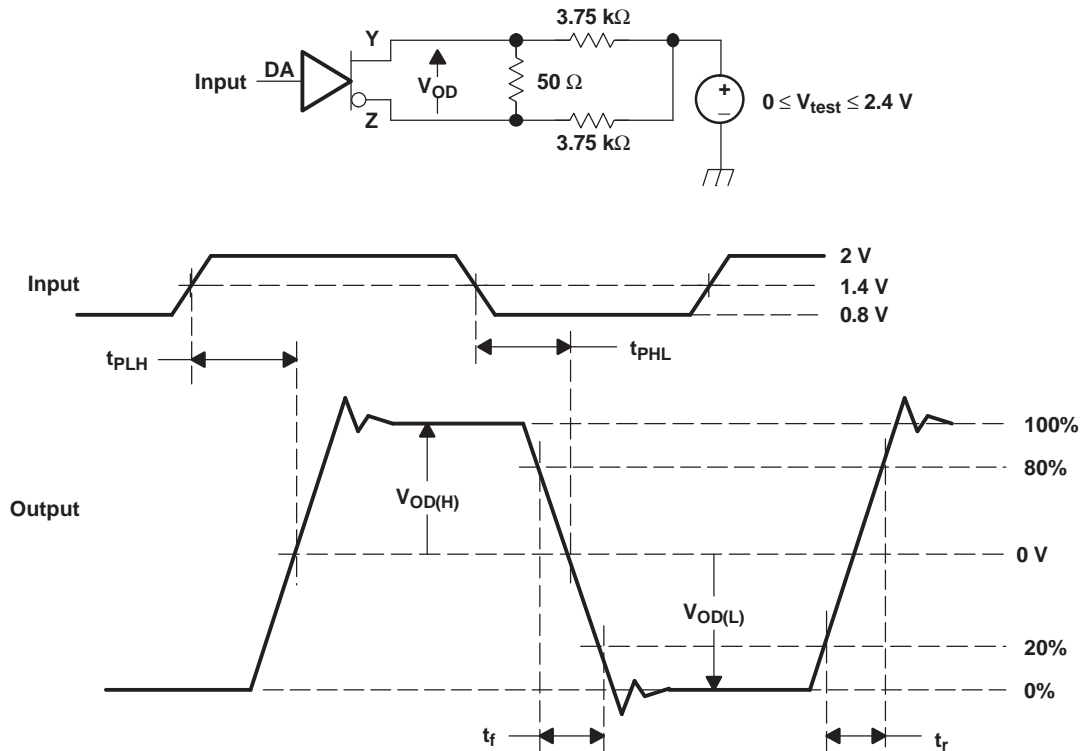 3.75 kΩ
Y
Input
DA
V_OD
50 Ω
+
–
0 ≤ V_test ≤ 2.4 V
Z
3.75 kΩ
2 V
Input
1.4 V
0.8 V
t_PLH
t_PHL
100%
80%
V_OD(H)
Output
0 V
V_OD(L)
20%
0%
t_f
t_r